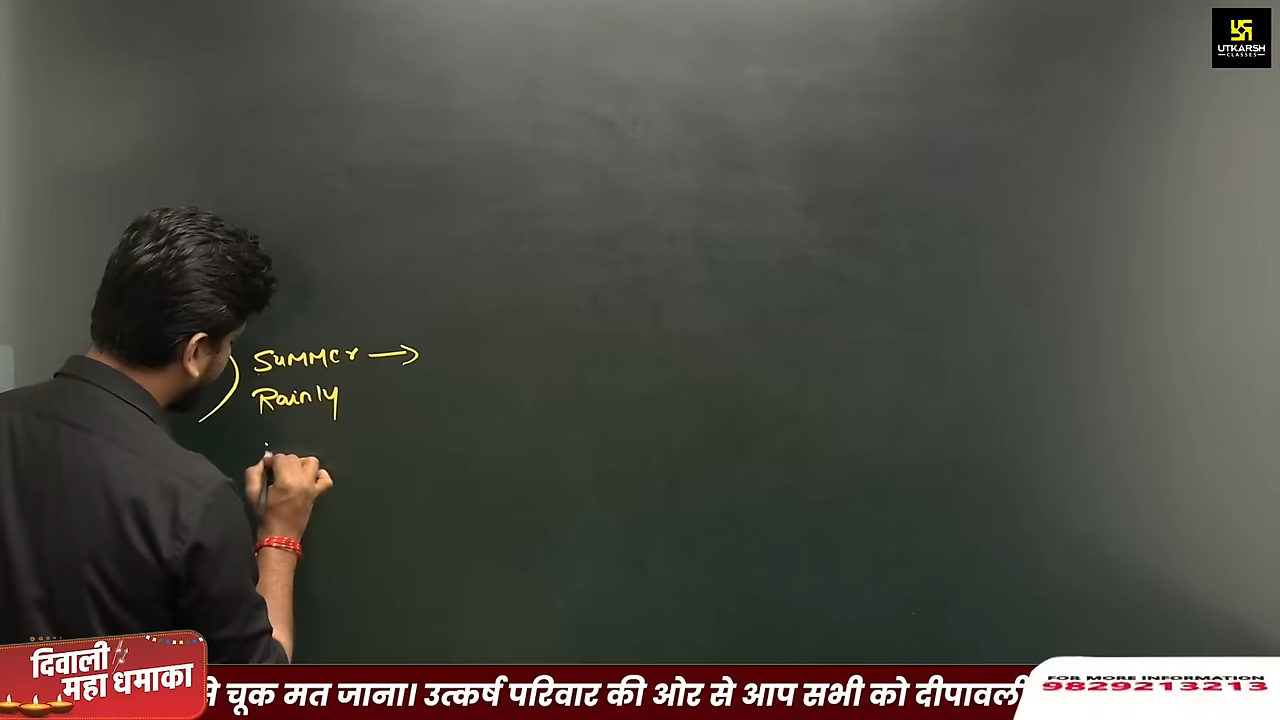 UTKARSH
CLASSES
SuMMer →
Rainly
दिवाली
महा धमाका
से चूक मत जाना। उत्कर्ष परिवार की ओर से आप सभी को दीपावली
FOR MORE INFORMATION
9829213213